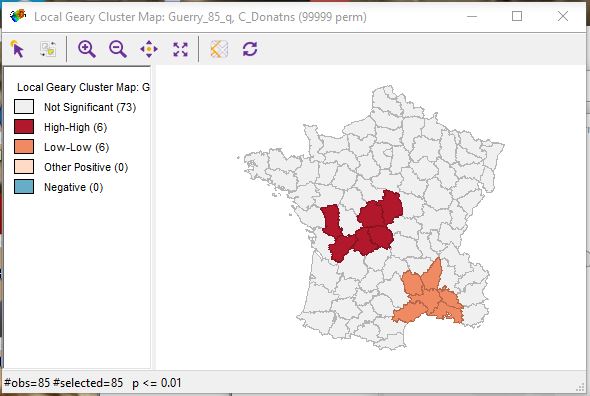 Local Geary Cluster Map: Guerry_85_q, C_Donatns (99999 perm)
Local Geary Cluster Map: G
Not Significant (73)
High-High (6)
Low-Low (6)
Other Positive (0)
Negative (0)
#obs=85 #selected=85 p <= 0.01